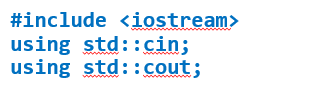 #include <iostream>
using std::cin;
using std::cout;